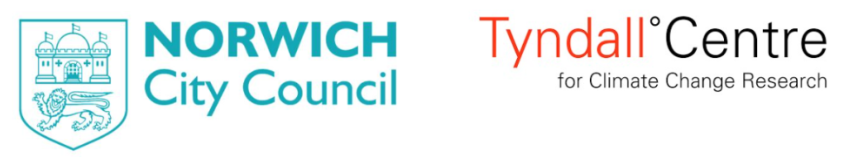 NORWICH
City Council
Tyndall°Centre
for Climate Change Research